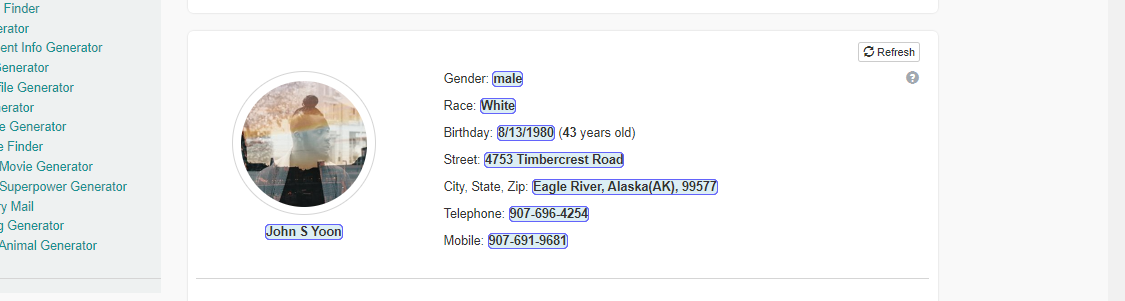 Finder
erator
ent Info Generator
Generator
file Generator
erator
e Generator
e Finder
Movie Generator
Superpower Generator
ry Mail
g Generator
Animal Generator
Refresh
Gender: male
Race: White
Birthday: 8/13/1980 (43 years old)
Street: 4753 Timbercrest Road
City, State, Zip: Eagle River, Alaska(AK), 99577
Telephone: 907-696-4254
Mobile: 907-691-9681
John S Yoon